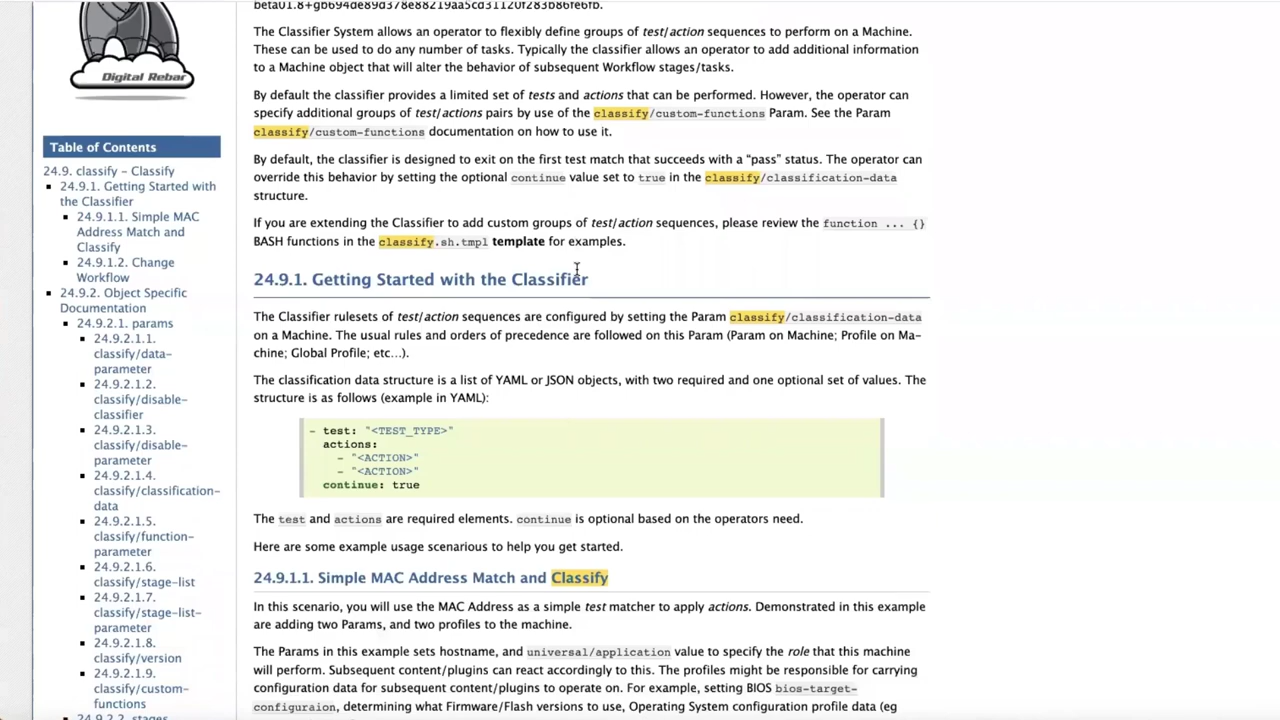 beta01.8+gb694de89d378e88219aa5cd31120f283b86fe6fb.
The Classifier System allows an operator to flexibly define groups of test/action sequences to perform on a Machine.
These can be used to do any number of tasks. Typically the classifier allows an operator to add additional information
to a Machine object that will alter the behavior of subsequent Workflow stages/tasks.
By default the classifier provides a limited set of tests and actions that can be performed. However, the operator can
specify additional groups of test/actions pairs by use of the classify/custom-functions Param. See the Param
classify/custom-functions documentation on how to use it.
By default, the classifier is designed to exit on the first test match that succeeds with a “pass” status. The operator can
override this behavior by setting the optional continue value set to true in the classify/classification-data
structure.
If you are extending the Classifier to add custom groups of test/action sequences, please review the function ... {}
BASH functions in the classify.sh.tmpl template for examples.
24.9.1. Getting Started with the Classifier
The Classifier rulesets of test/action sequences are configured by setting the Param classify/classification-data
on a Machine. The usual rules and orders of precedence are followed on this Param (Param on Machine; Profile on Ma-
chine; Global Profile; etc...).
The classification data structure is a list of YAML or JSON objects, with two required and one optional set of values. The
structure is as follows (example in YAML):
- test: "<TEST_TYPE>"
actions:
- "<ACTION>"
- "<ACTION>"
continue: true
The test and actions are required elements. continue is optional based on the operators need.
Here are some example usage scenarious to help you get started.
24.9.1.1. Simple MAC Address Match and Classify
In this scenario, you will use the MAC Address as a simple test matcher to apply actions. Demonstrated in this example
are adding two Params, and two profiles to the machine.
The Params in this example sets hostname, and universal/application value to specify the role that this machine
will perform. Subsequent content/plugins can react accordingly to this. The profiles might be responsible for carrying
configuration data for subsequent content/plugins to operate on. For example, setting BIOS bios-target-
configuraion, determining what Firmware/Flash versions to use, Operating System configuration profile data (eg
Digital Rebar
Table of Contents
24.9. classify - Classify
24.9.1. Getting Started with
the Classifier
24.9.1.1. Simple MAC
Address Match and
Classify
24.9.1.2. Change
Workflow
24.9.2. Object Specific
Documentation
24.9.2.1. params
24.9.2.1.1.
classify/data-
parameter
24.9.2.1.2.
classify/disable-
classifier
24.9.2.1.3.
classify/disable-
parameter
24.9.2.1.4.
classify/classification-
data
24.9.2.1.5.
classify/function-
parameter
24.9.2.1.6.
classify/stage-list
24.9.2.1.7.
classify/stage-list-
parameter
24.9.2.1.8.
classify/version
24.9.2.1.9.
classify/custom-
functions
24.9.2.2. stages